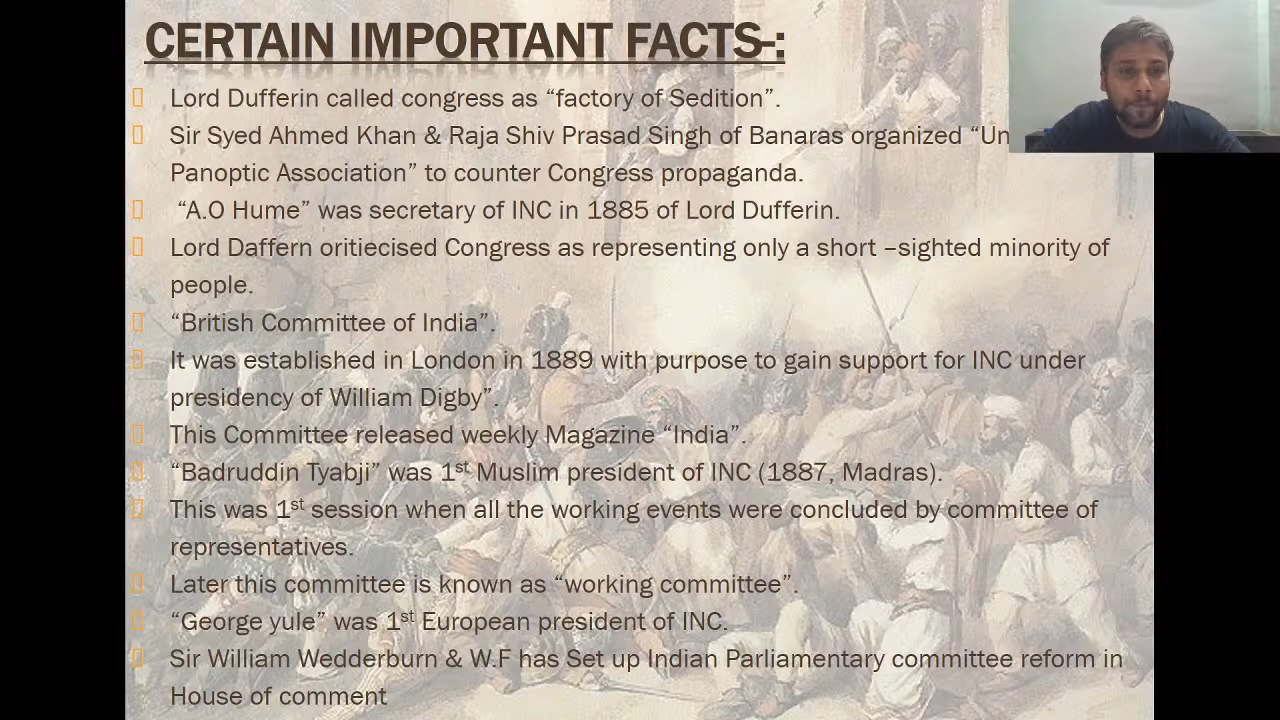 CERTAIN IMPORTANT FACTS-:
Lord Dufferin called congress as “factory of Sedition”.
Sir Syed Ahmed Khan & Raja Shiv Prasad Singh of Banaras organized “Un
Panoptic Association” to counter Congress propaganda.
“A.O Hume” was secretary of INC in 1885 of Lord Dufferin.
Lord Daffern oritiecised Congress as representing only a short –sighted minority of
people.
“British Committee of India”.
It was established in London in 1889 with purpose to gain support for INC under
presidency of William Digby”.
This Committee released weekly Magazine “India”.
“Badruddin Tyabji” was 1st Muslim president of INC (1887, Madras).
This was 1st session when all the working events were concluded by committee of
representatives.
Later this committee is known as “working committee”.
“George yule” was 1st European president of INC.
Sir William Wedderburn & W.F has Set up Indian Parliamentary committee reform in
House of comment